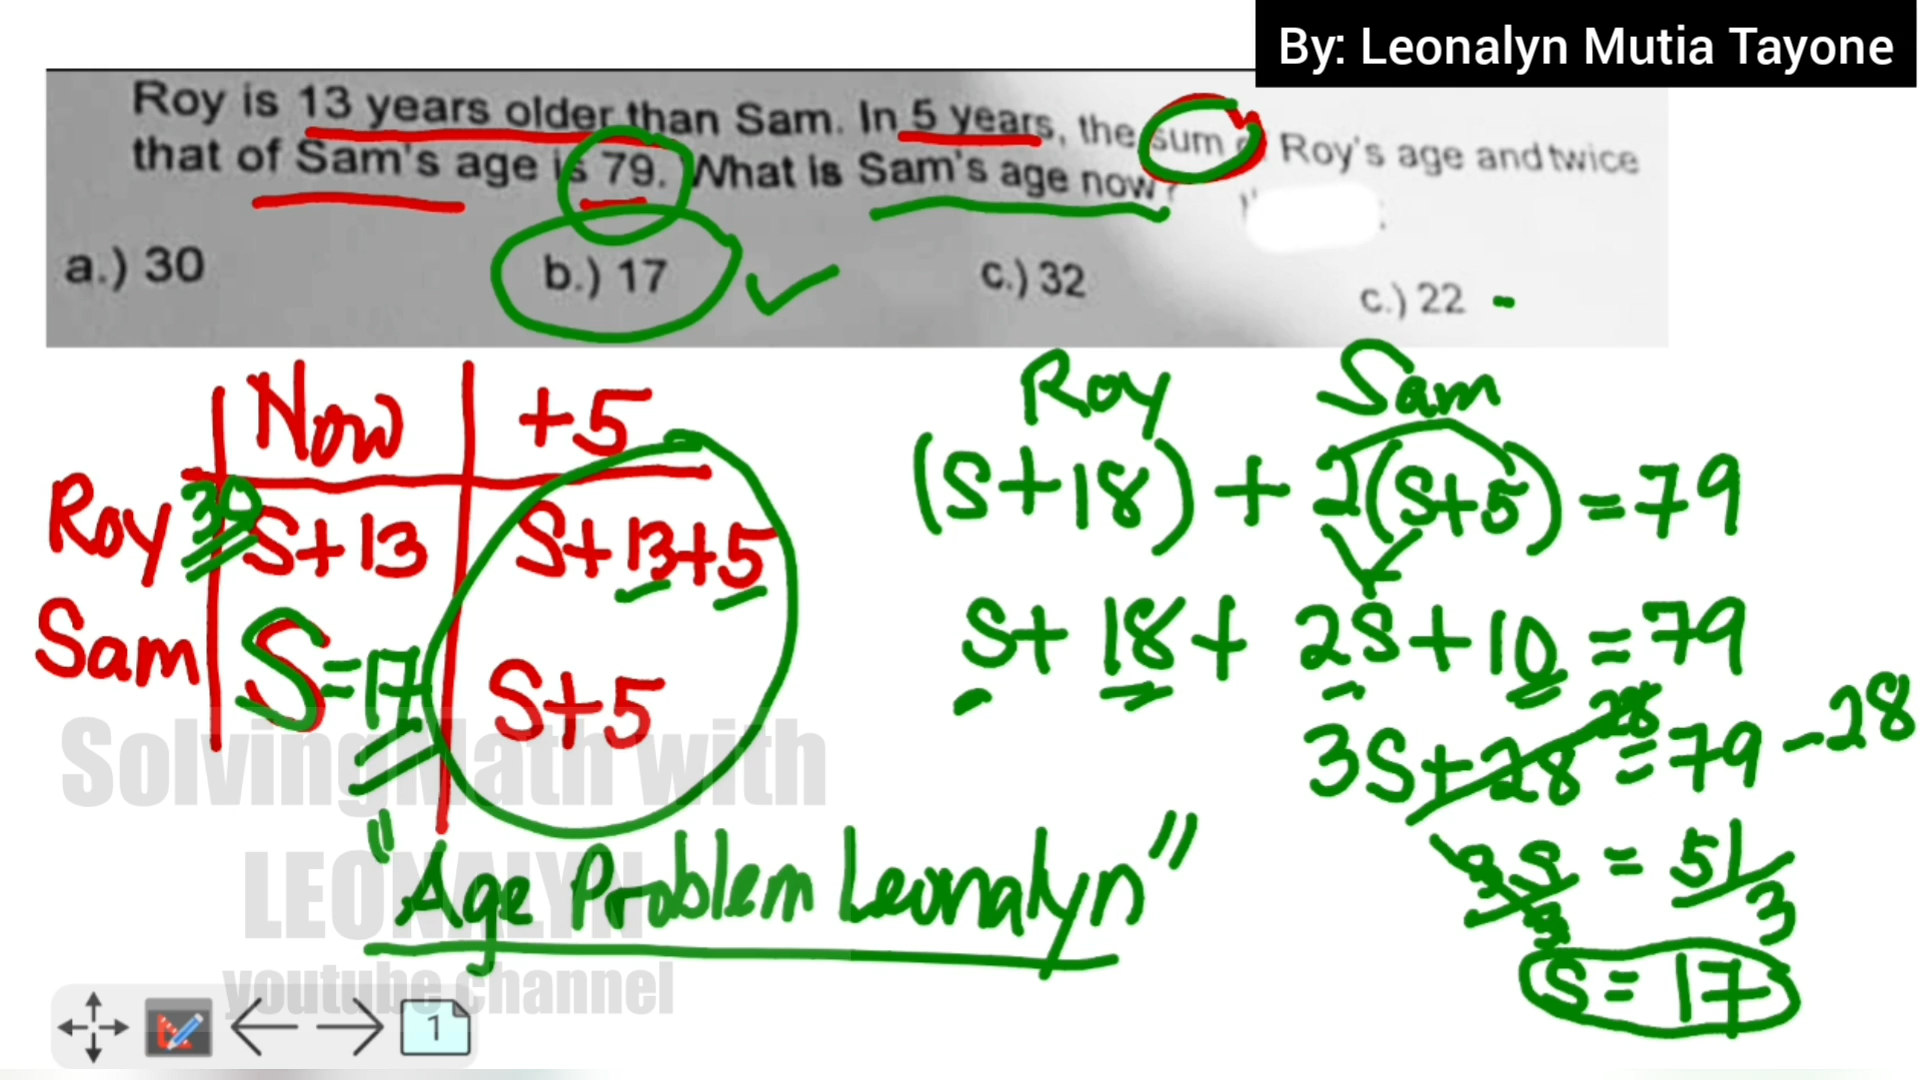 By: Leonalyn Mutia Tayone
Roy is 13 years older than Sam. In 5 years, the sum Roy's age and twice
that of Sam's age is 79. What is Sam's age now?
a.) 30
b.) 17
c.) 32
c.) 22
Now +5
Roy 30 S+13 S+13+5
Sam S=17 S+5
Roy Sam
(S+18) + 2(S+5) = 79
S+ 18 + 2S+10 = 79
3S+28 = 79-28
28
3S = 51
3 3
S = 17
"Age Problem Leonalyn"
Solving Math with
LEONALYN
youtube channel
1